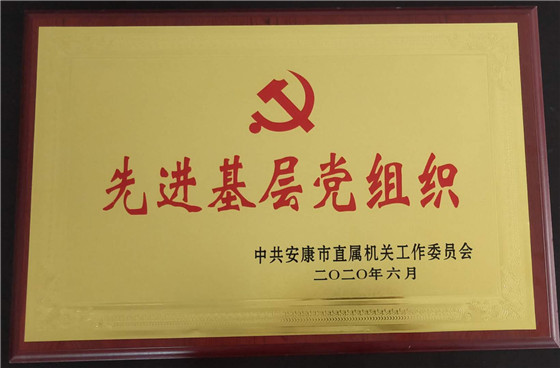 先进基层党组织
中共安康市直属机关工作委员会
二〇二〇年六月